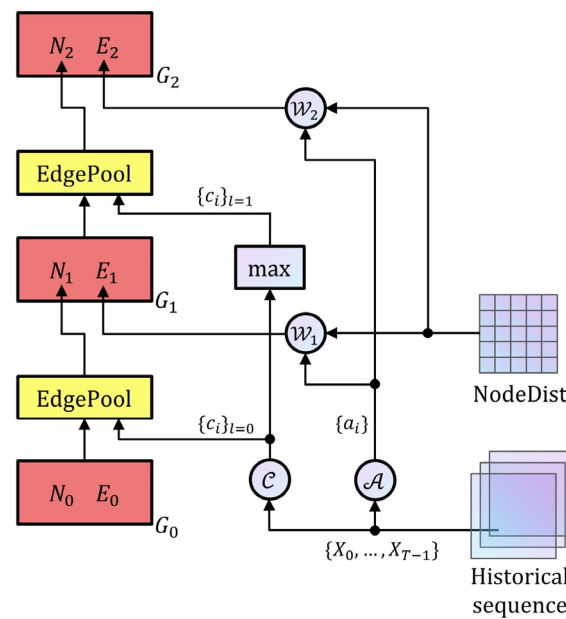 N₂ E₂
G₂
𝒲₂
EdgePool
{cᵢ}ₗ₌₁
N₁ E₁
G₁
max
𝒲₁
NodeDist
EdgePool
{cᵢ}ₗ₌₀
{aᵢ}
N₀ E₀
G₀
𝒞
𝒜
{X₀, …, X_{T−1}}
Historical
sequence